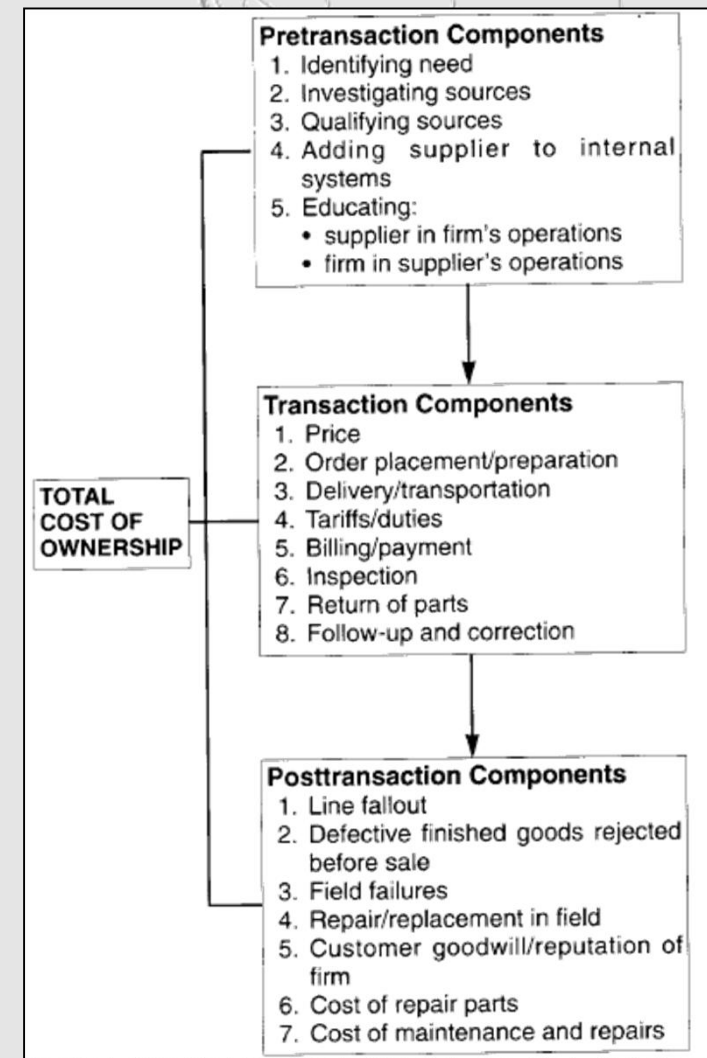 Pretransaction Components
1. Identifying need
2. Investigating sources
3. Qualifying sources
4. Adding supplier to internal
systems
5. Educating:
• supplier in firm's operations
• firm in supplier's operations
Transaction Components
1. Price
2. Order placement/preparation
3. Delivery/transportation
4. Tariffs/duties
5. Billing/payment
6. Inspection
7. Return of parts
8. Follow-up and correction
TOTAL
COST OF
OWNERSHIP
Posttransaction Components
1. Line fallout
2. Defective finished goods rejected
before sale
3. Field failures
4. Repair/replacement in field
5. Customer goodwill/reputation of
firm
6. Cost of repair parts
7. Cost of maintenance and repairs